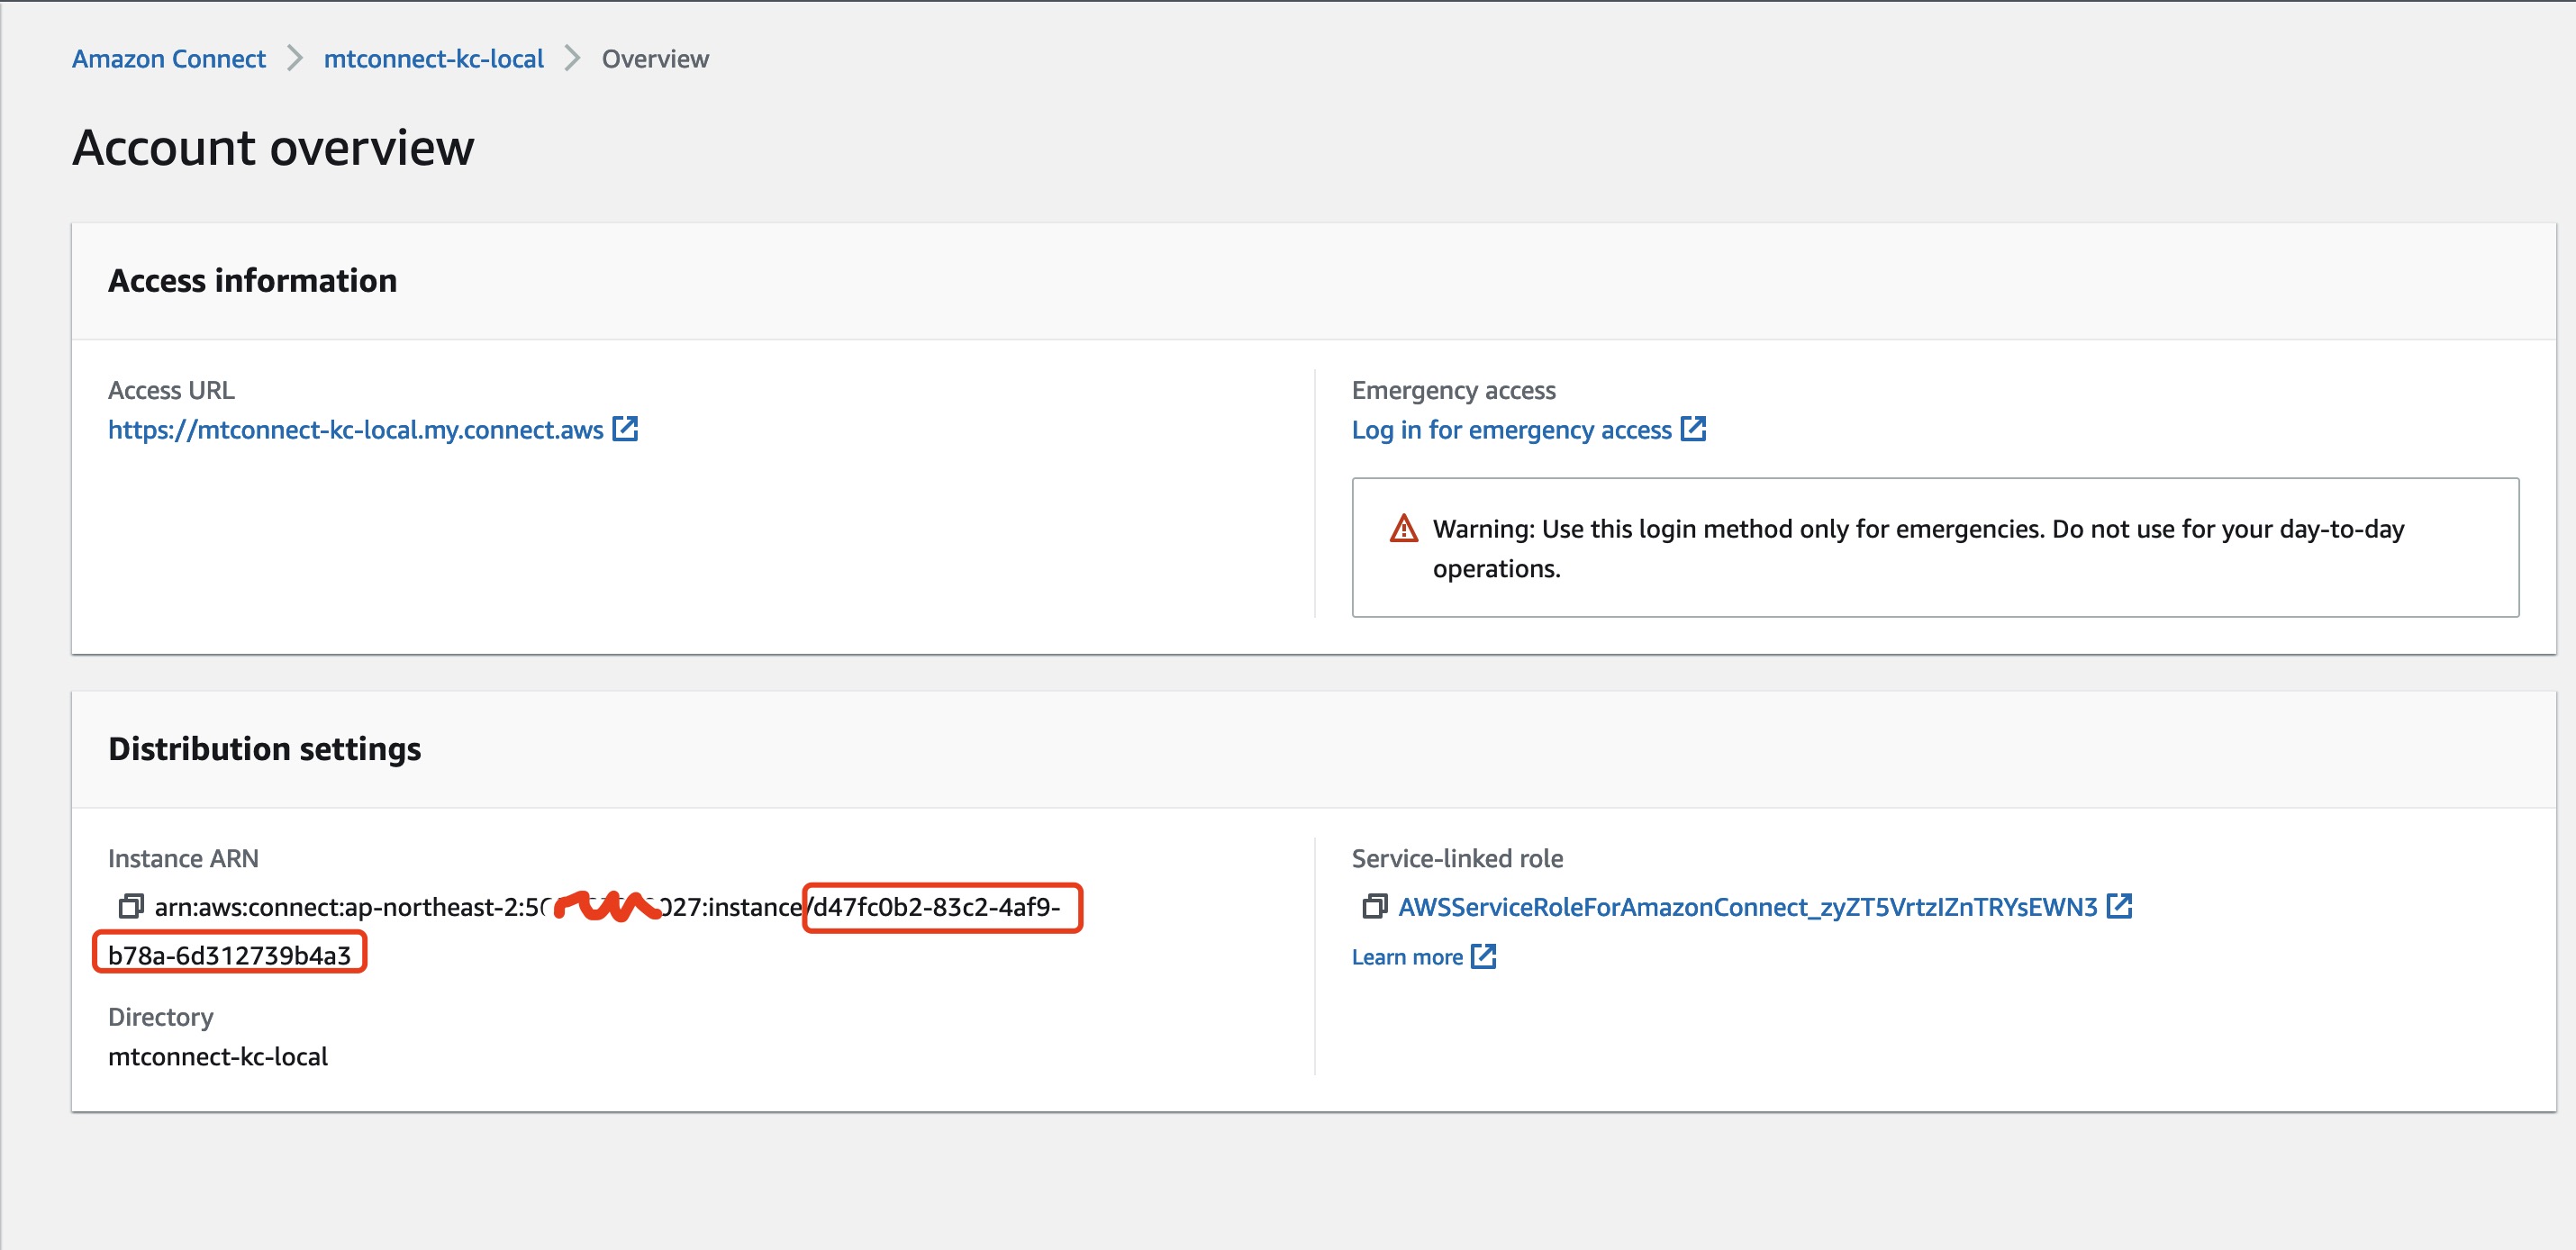 Amazon Connect > mtconnect-kc-local > Overview
Account overview
Access information
Access URL
https://mtconnect-kc-local.my.connect.aws
Emergency access
Log in for emergency access
Warning: Use this login method only for emergencies. Do not use for your day-to-day
operations.
Distribution settings
Instance ARN
arn:aws:connect:ap-northeast-2:5 027:instance/d47fc0b2-83c2-4af9-
b78a-6d312739b4a3
Directory
mtconnect-kc-local
Service-linked role
AWSServiceRoleForAmazonConnect_zyZT5VrtzIZnTRYsEWN3
Learn more